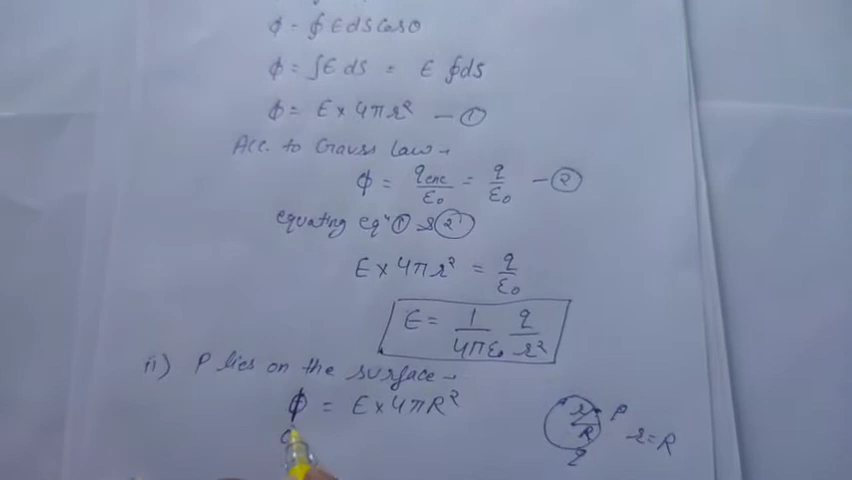 ϕ = ∮ E ds cosθ
ϕ = ∫E ds = E ∮ds
ϕ = E × 4πr² — ①
Acc. to Gauss law →
ϕ = qenc/ε₀ = q/ε₀ — ②
equating eqⁿ ① & ②
E × 4πr² = q/ε₀
E = 1/4πε₀ q/r²
ii) P lies on the surface →
ϕ = E × 4πR²
r R P q r = R